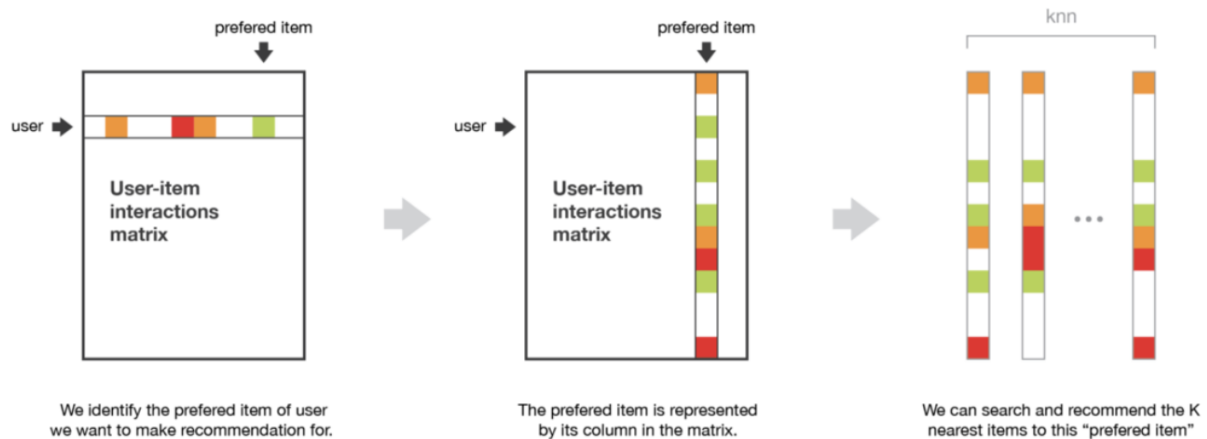 prefered item
user
User-item
interactions
matrix
We identify the prefered item of user
we want to make recommendation for.
prefered item
user
User-item
interactions
matrix
The prefered item is represented
by its column in the matrix.
knn
We can search and recommend the K
nearest items to this “prefered item”